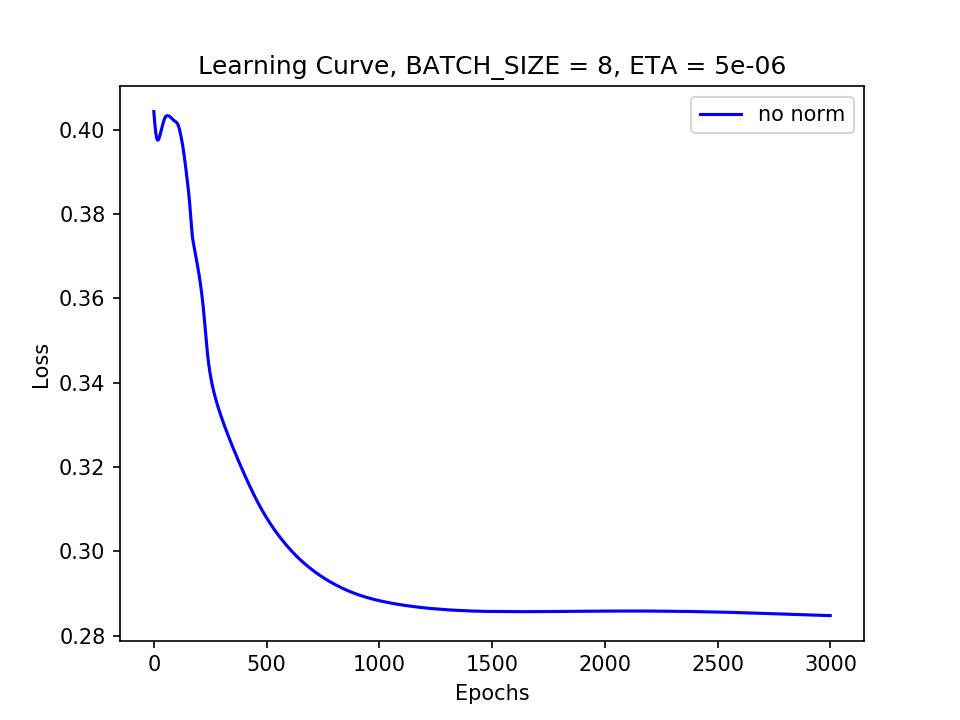 Learning Curve, BATCH_SIZE = 8, ETA = 5e-06
no norm
0.40
0.38
0.36
0.34
0.32
0.30
0.28
Loss
0 500 1000 1500 2000 2500 3000
Epochs